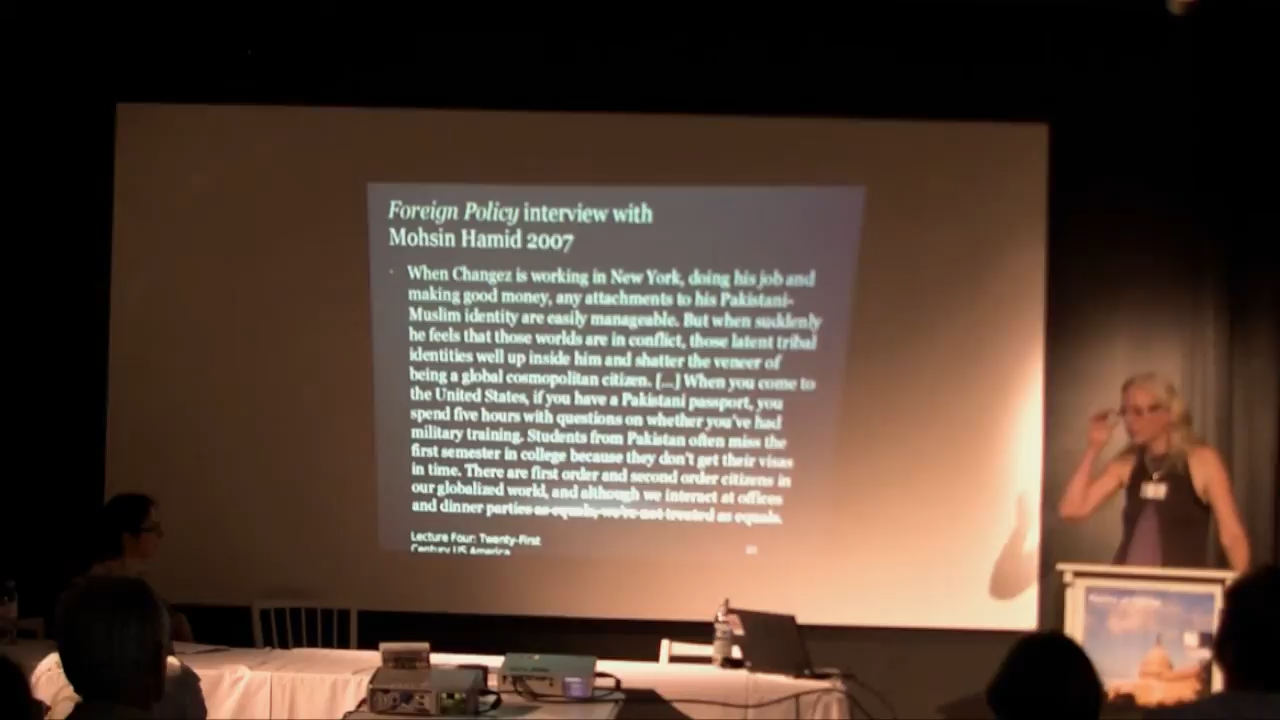 Foreign Policy interview with
Mohsin Hamid 2007
· When Changez is working in New York, doing his job and
making good money, any attachments to his Pakistani-
Muslim identity are easily manageable. But when suddenly
he feels that those worlds are in conflict, those latent tribal
identities well up inside him and shatter the veneer of
being a global cosmopolitan citizen. [...] When you come to
the United States, if you have a Pakistani passport, you
spend five hours with questions on whether you've had
military training. Students from Pakistan often miss the
first semester in college because they don't get their visas
in time. There are first order and second order citizens in
our globalized world, and although we interact at offices
and dinner parties as equals, we're not treated as equals.
Lecture Four: Twenty-First
Century US America